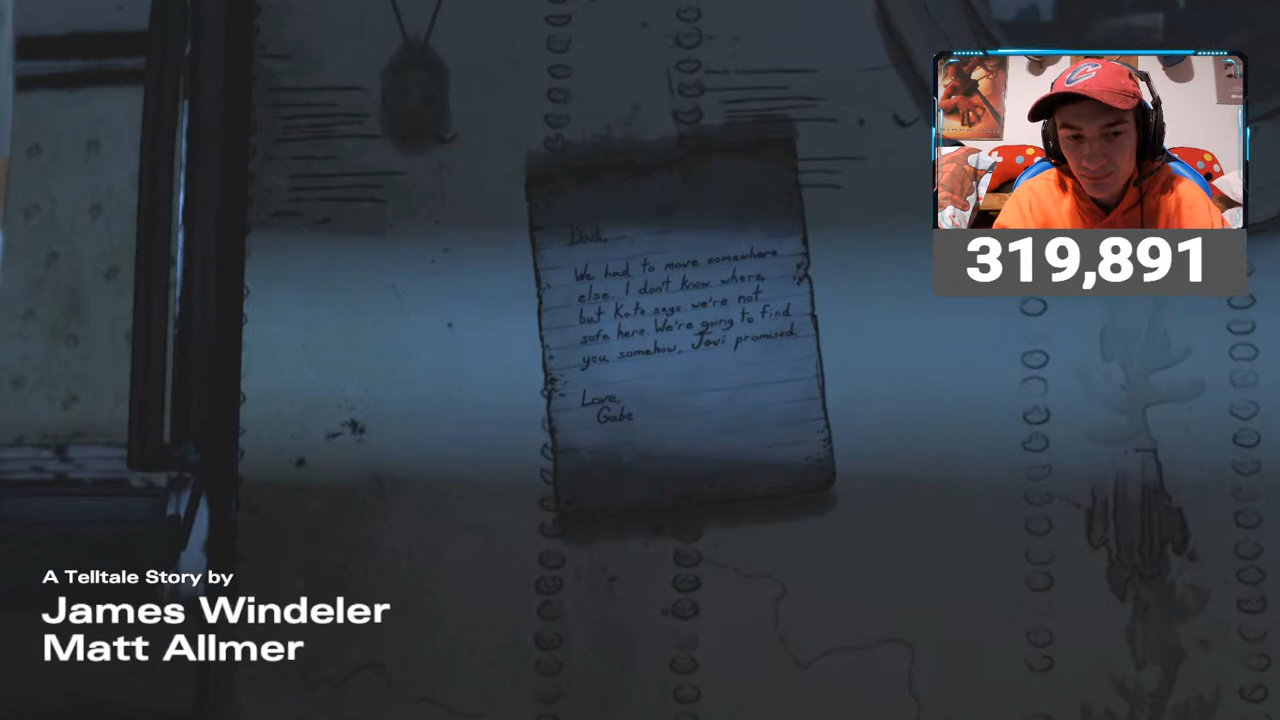 Dad,
We had to move somewhere
else. I don't know where,
but Kate says we're not
safe here. We're going to find
you somehow, Javi promised
Love,
Gabe
C
319,891
A Telltale Story by
James Windeler
Matt Allmer